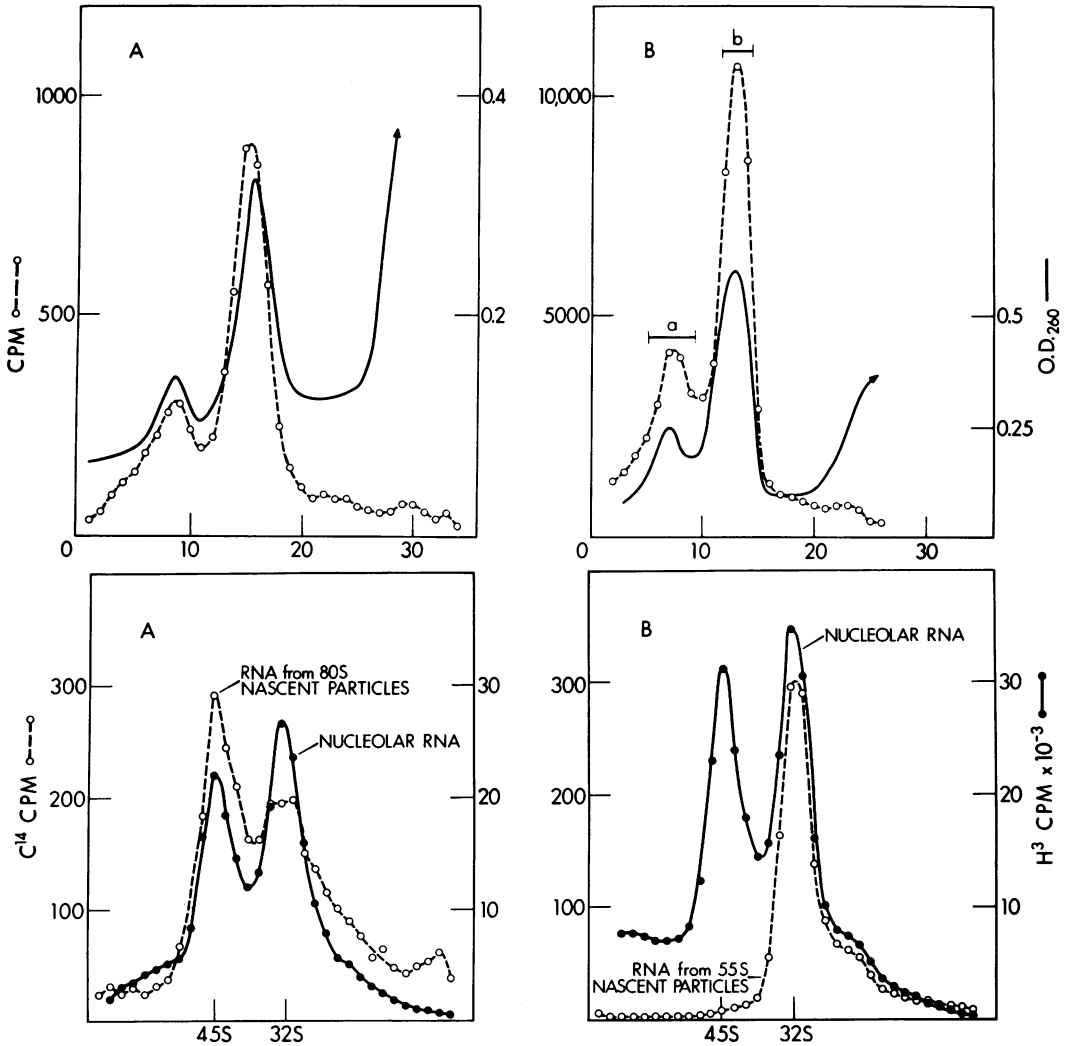 A
B
b
a
1000
500
0.4
0.2
10,000
5000
0.5
0.25
CPM
O.D.260
0
10
20
30
0
10
20
30
A
B
RNA from 80S
NASCENT PARTICLES
NUCLEOLAR RNA
NUCLEOLAR RNA
RNA from 55S
NASCENT PARTICLES
300
200
100
30
20
10
300
200
100
30
20
10
C14 CPM
H3 CPM x10-3
45S
32S
45S
32S